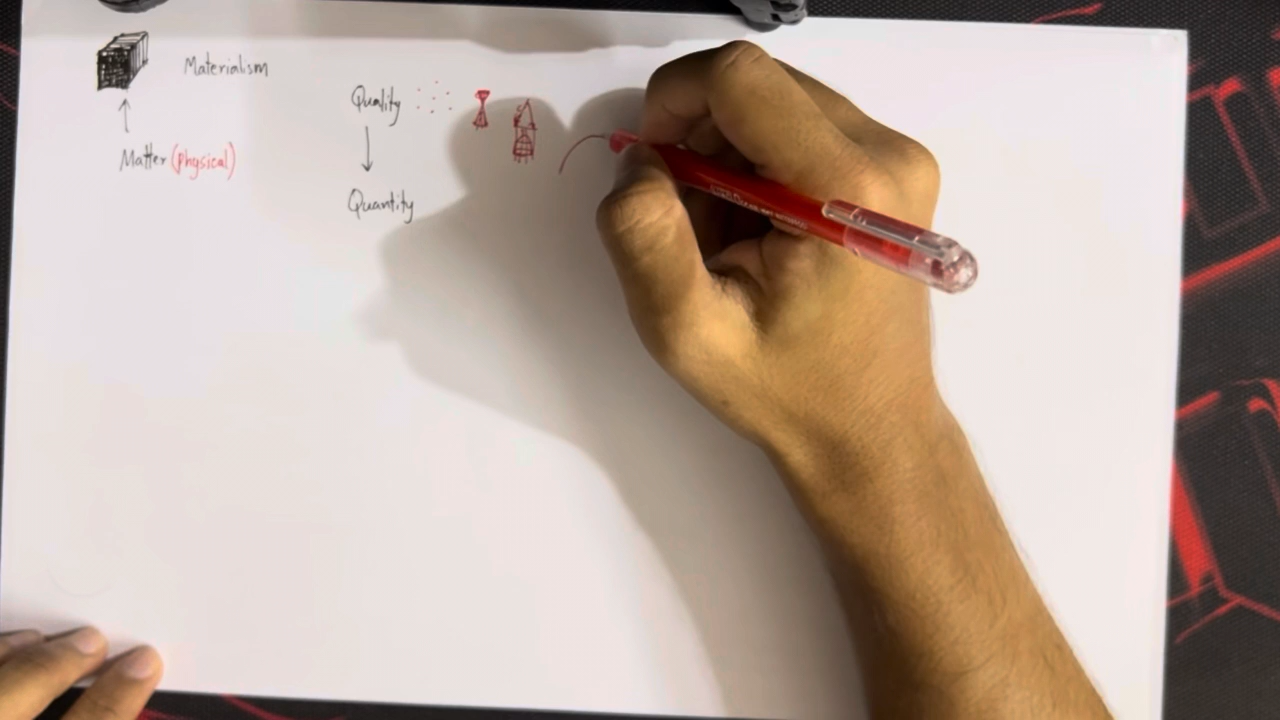 Materialism
Matter (physical)
Quality
Quantity